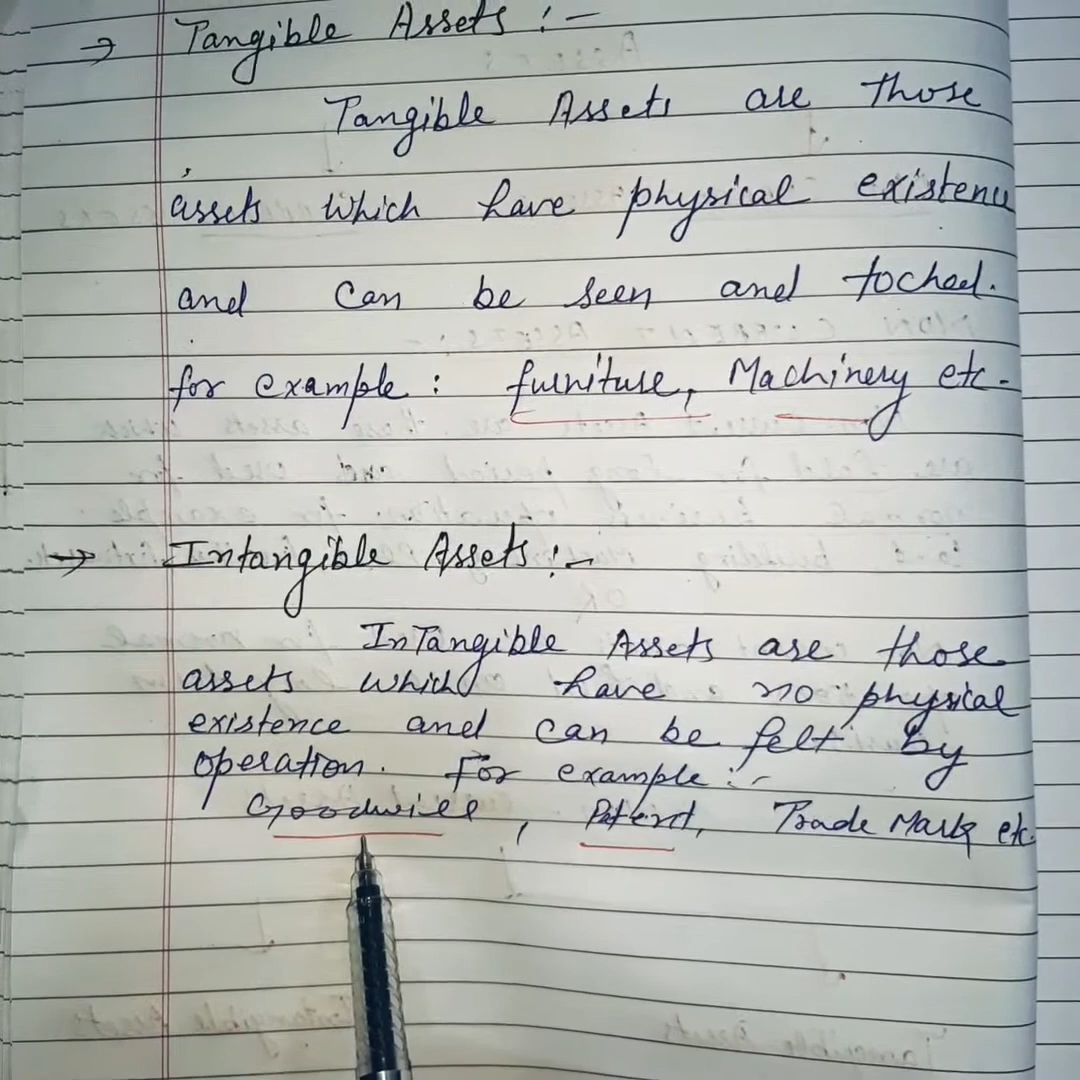 → Tangible Assets :-
Tangible Assets are those
assets which have physical existence
and can be seen and toched.
for example : furniture, Machinery etc.
→ Intangible Assets :-
InTangible Assets are those
assets which have no physical
existence and can be felt by
operation. For example :-
Goodwill, Patent, Trade Mark etc